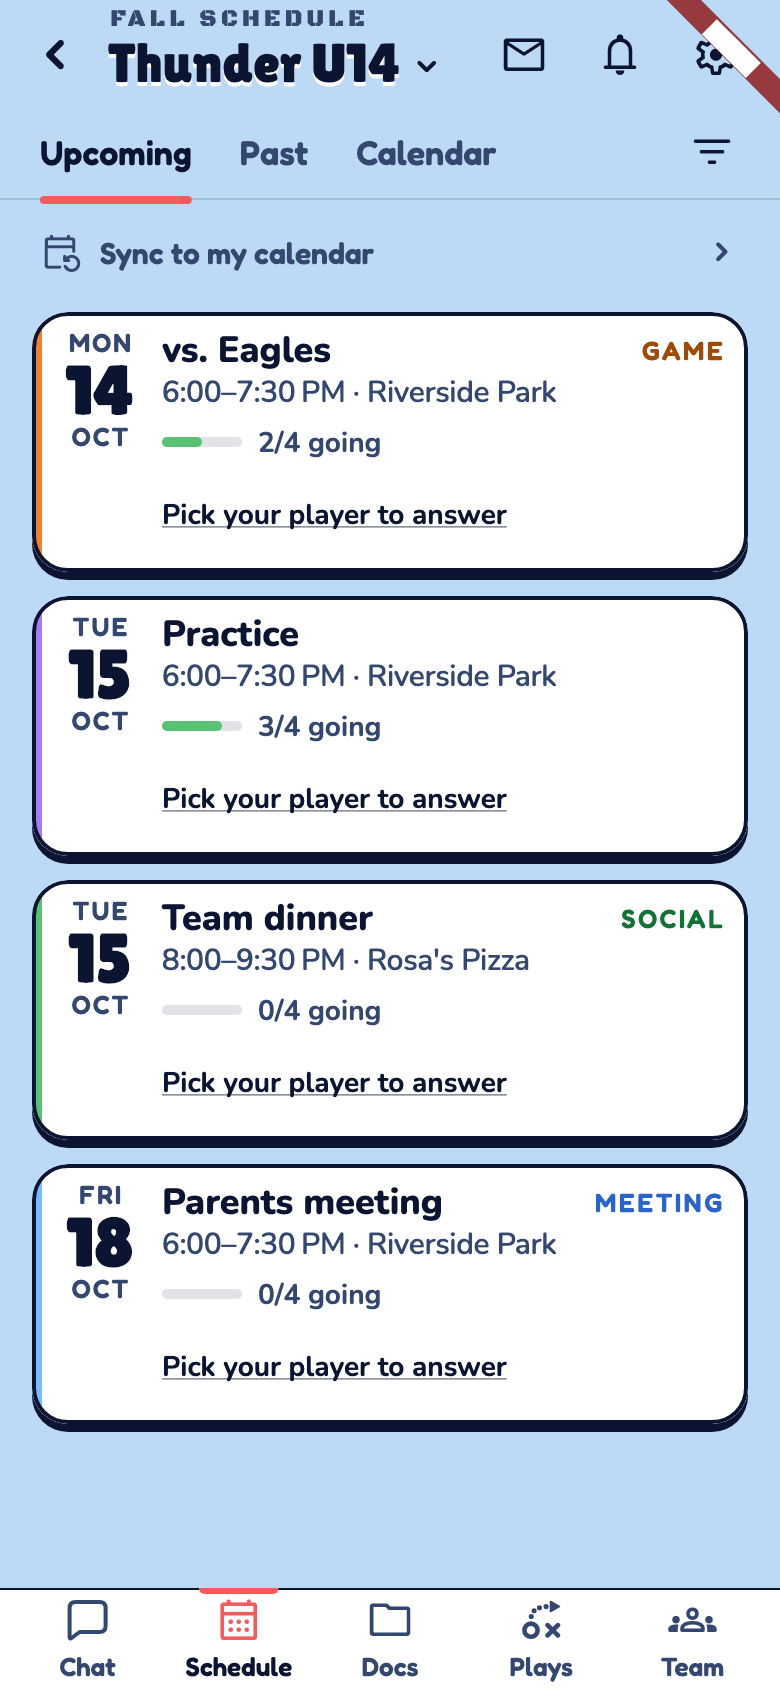 FALL SCHEDULE
Thunder U14
Upcoming Past Calendar
Sync to my calendar
MON
14
OCT
vs. Eagles
GAME
6:00–7:30 PM · Riverside Park
2/4 going
Pick your player to answer
TUE
15
OCT
Practice
6:00–7:30 PM · Riverside Park
3/4 going
Pick your player to answer
TUE
15
OCT
Team dinner
SOCIAL
8:00–9:30 PM · Rosa's Pizza
0/4 going
Pick your player to answer
FRI
18
OCT
Parents meeting
MEETING
6:00–7:30 PM · Riverside Park
0/4 going
Pick your player to answer
Chat Schedule Docs Plays Team